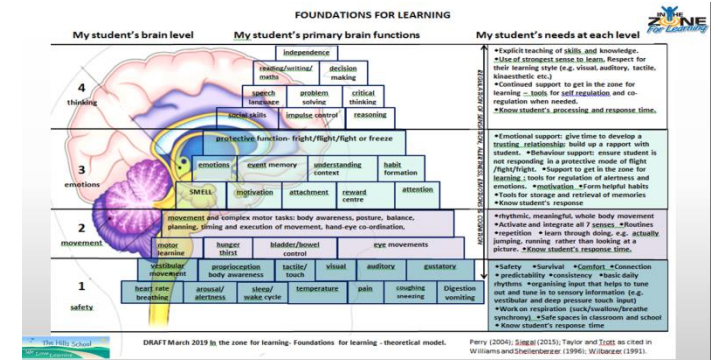 FOUNDATIONS FOR LEARNING
IN THE
ZONE
For Learning
My student's brain level
My student's primary brain functions
My student's needs at each level
4
thinking
independence
reading/writing/
maths
decision
making
speech
language
problem
solving
critical
thinking
social skills
impulse control
reasoning
•Explicit teaching of skills and knowledge.
•Use of strongest sense to learn. Respect for
their learning style (e.g. visual, auditory, tactile,
kinaesthetic etc.)
•Continued support to get in the zone for
learning – tools for self regulation and co-
regulation when needed.
•Know student's processing and response time.
REGULATION OF SENSATION, ALERTNESS, EMOTIONS & COGNITION
3
emotions
protective function- fright/flight/fight or freeze
emotions
event memory
understanding
context
habit
formation
SMELL
motivation
attachment
reward
centre
attention
•Emotional support: give time to develop a
trusting relationship: build up a rapport with
student. •Behaviour support: ensure student
is not responding in a protective mode of flight
/fight/fright. •Support to get in the zone for
learning : tools for regulation of alertness and
emotions. •motivation •Form helpful habits
•Tools for storage and retrieval of memories
•Know student's response
2
movement
movement and complex motor tasks: body awareness, posture, balance,
planning, timing and execution of movement, hand-eye co-ordination,
motor
learning
hunger
thirst
bladder/bowel
control
eye movements
•rhythmic, meaningful, whole body movement
•Activate and integrate all 7 senses •Routines
•repetition •learn through doing, e.g. actually
jumping, running rather than looking at a
picture. •Know student's response time.
1
safety
vestibular
movement
proprioception
body awareness
tactile/
touch
visual
auditory
gustatory
heart rate
breathing
arousal/
alertness
sleep/
wake cycle
temperature
pain
coughing
sneezing
Digestion
vomiting
•Safety •Survival •Comfort •Connection
•predictability •consistency •basic daily
rhythms •organising input that helps to tune
out and tune in to sensory information (e.g.
vestibular and deep pressure touch input)
•Work on respiration (suck/swallow/breathe
synchrony) •Safe spaces in classroom and school
•Know student's response time
The Hills School
DRAFT March 2019 In the zone for learning- Foundations for learning - theoretical model.
Perry (2004); Siegal (2015); Taylor and Trott as cited in
Williams and Shellenberger (1996); Wilbarger (1991).